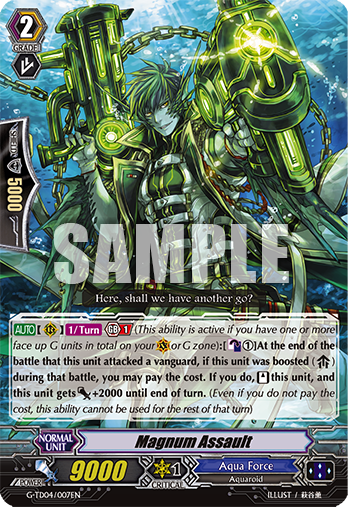 2
GRADE
5000
SAMPLE
Here, shall we have another go?
AUTO 1/Turn GB 1 (This ability is active if you have one or more
face up G units in total on your or G zone):[①]At the end of the
battle that this unit attacked a vanguard, if this unit was boosted ( )
during that battle, you may pay the cost. If you do, this unit, and
this unit gets +2000 until end of turn. (Even if you do not pay the
cost, this ability cannot be used for the rest of that turn)
NORMAL UNIT
Magnum Assault
POWER 9000 1 CRITICAL
Aqua Force
Aquaroid
G-TD04/007EN
ILLUST / 萩谷薫